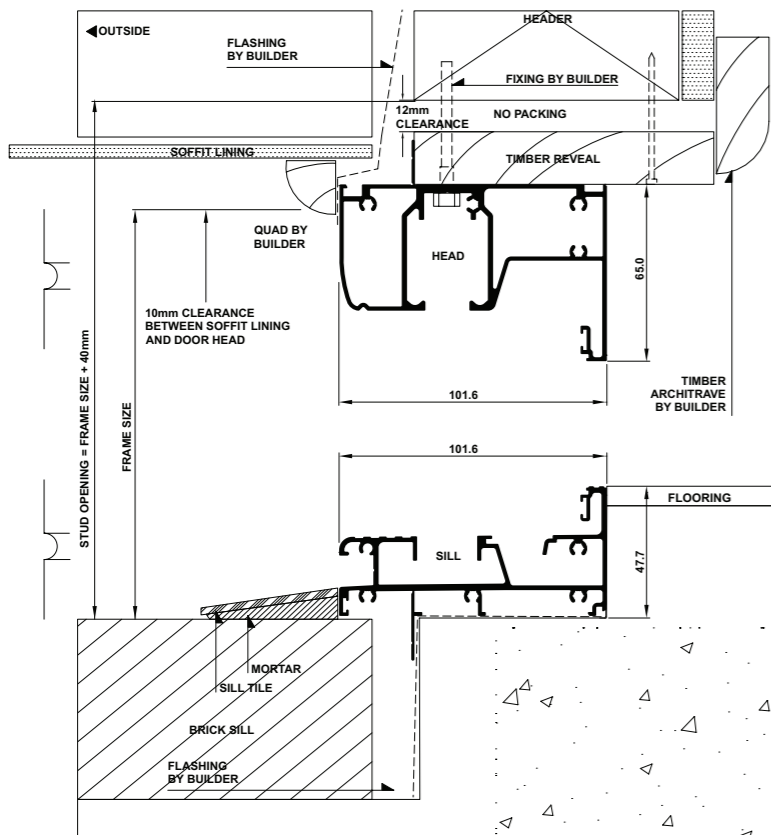 OUTSIDE
HEADER
FLASHING
BY BUILDER
FIXING BY BUILDER
12mm
CLEARANCE
NO PACKING
SOFFIT LINING
TIMBER REVEAL
QUAD BY
BUILDER
HEAD
65.0
10mm CLEARANCE
BETWEEN SOFFIT LINING
AND DOOR HEAD
TIMBER
ARCHITRAVE
BY BUILDER
101.6
STUD OPENING = FRAME SIZE + 40mm
FRAME SIZE
101.6
FLOORING
SILL
47.7
MORTAR
SILL TILE
BRICK SILL
FLASHING
BY BUILDER